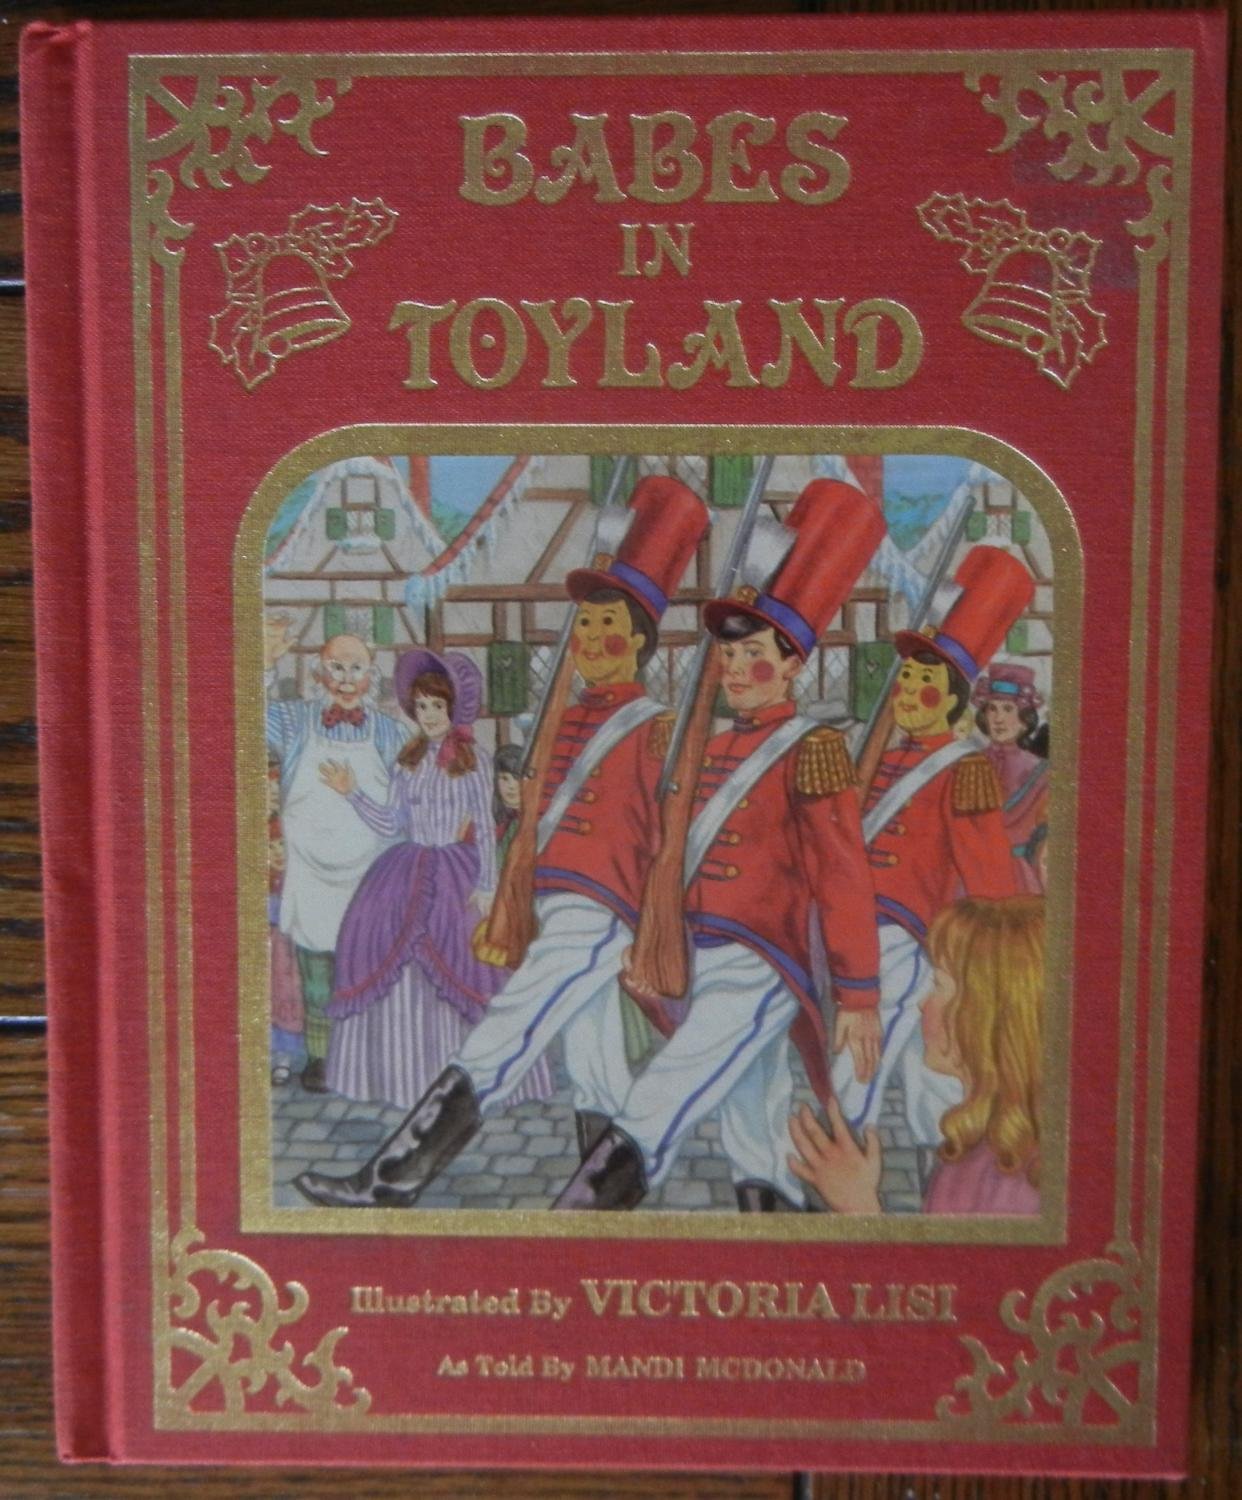 BABES
IN
TOYLAND
Illustrated By VICTORIA LISI
As Told By MANDI MCDONALD